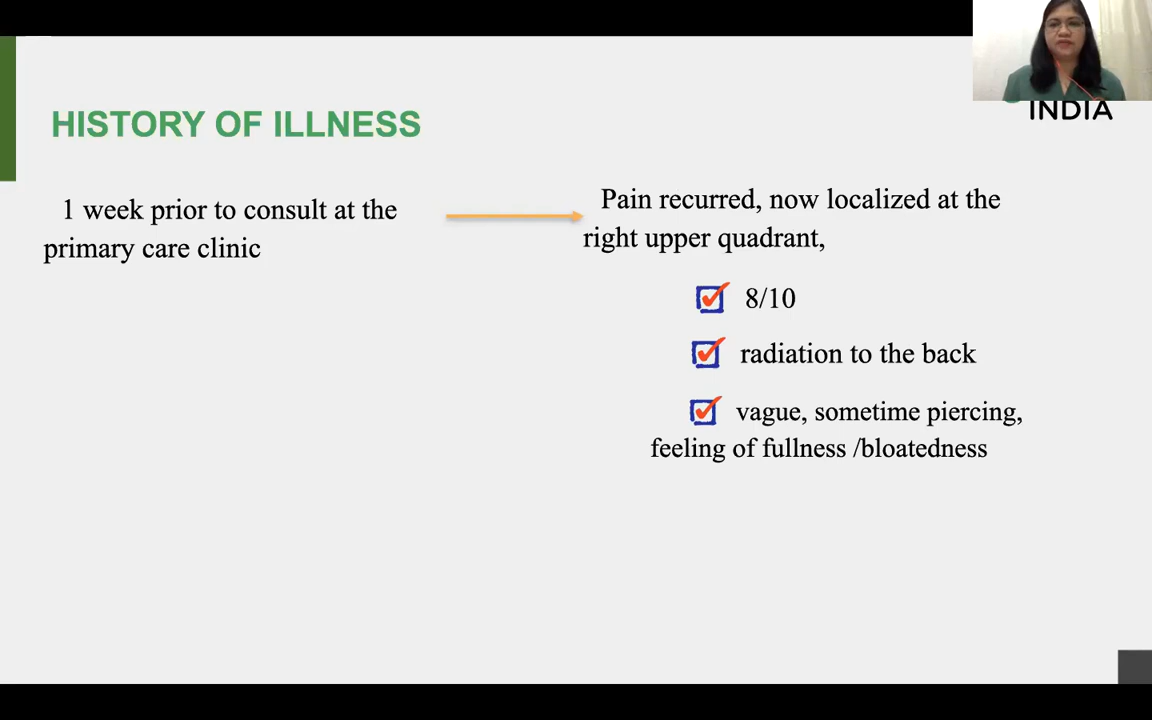 INDIA
HISTORY OF ILLNESS
1 week prior to consult at the
primary care clinic
Pain recurred, now localized at the
right upper quadrant,
8/10
radiation to the back
vague, sometime piercing,
feeling of fullness /bloatedness